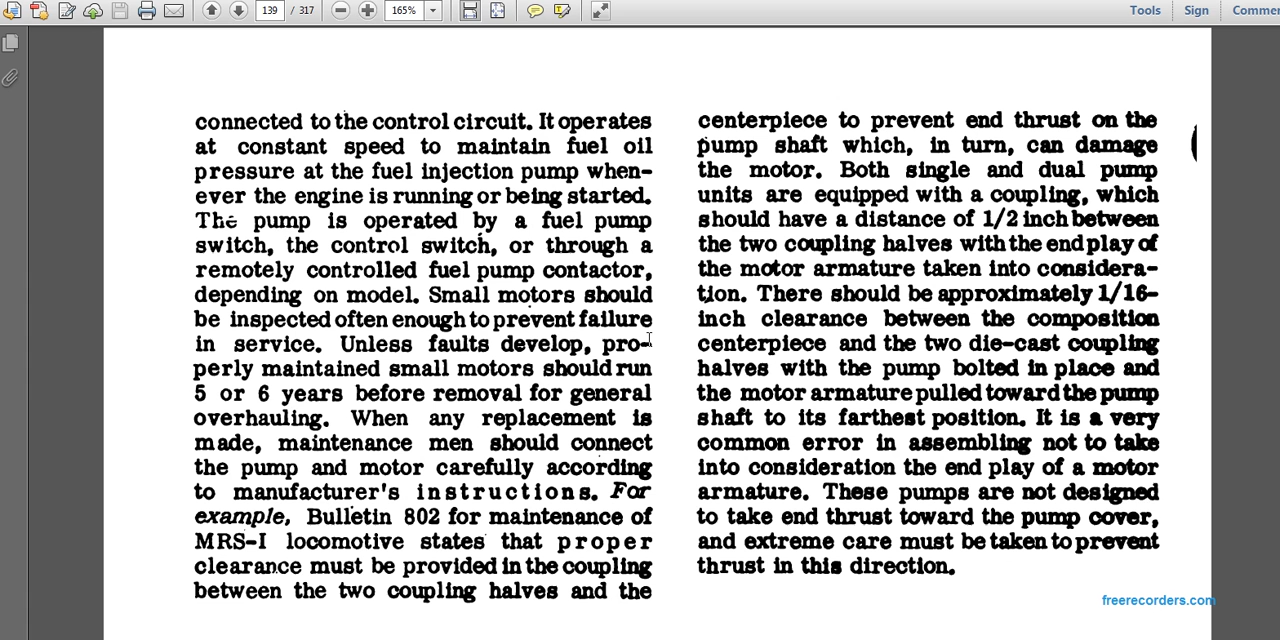 139 / 317
165%
Tools
Sign
Comme
connected to the control circuit. It operates
at constant speed to maintain fuel oil
pressure at the fuel injection pump when-
ever the engine is running or being started.
The pump is operated by a fuel pump
switch, the control switch, or through a
remotely controlled fuel pump contactor,
depending on model. Small motors should
be inspected often enough to prevent failure
in service. Unless faults develop, pro-
perly maintained small motors should run
5 or 6 years before removal for general
overhauling. When any replacement is
made, maintenance men should connect
the pump and motor carefully according
to manufacturer's instructions. For
example, Bulletin 802 for maintenance of
MRS-I locomotive states that proper
clearance must be provided in the coupling
between the two coupling halves and the
centerpiece to prevent end thrust on the
pump shaft which, in turn, can damage
the motor. Both single and dual pump
units are equipped with a coupling, which
should have a distance of 1/2 inch between
the two coupling halves with the end play of
the motor armature taken into considera-
tion. There should be approximately 1/16-
inch clearance between the composition
centerpiece and the two die-cast coupling
halves with the pump bolted in place and
the motor armature pulled toward the pump
shaft to its farthest position. It is a very
common error in assembling not to take
into consideration the end play of a motor
armature. These pumps are not designed
to take end thrust toward the pump cover,
and extreme care must be taken to prevent
thrust in this direction.
freerecorders.com